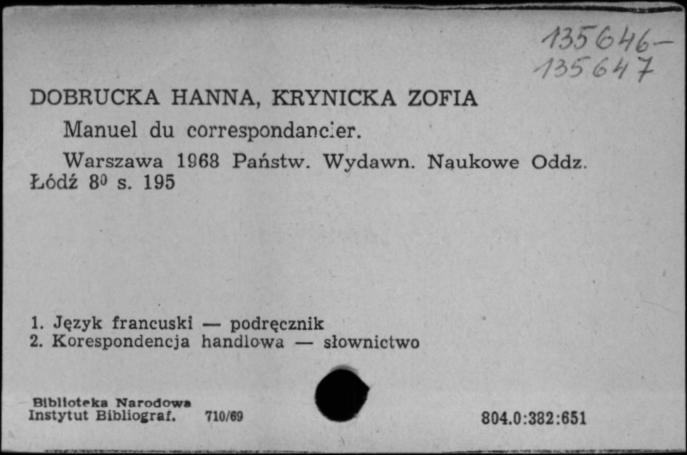 135646-
135647
DOBRUCKA HANNA, KRYNICKA ZOFIA
Manuel du correspondancier.
Warszawa 1968 Państw. Wydawn. Naukowe Oddz.
Łódź 8⁰ s. 195
1. Język francuski — podręcznik
2. Korespondencja handlowa — słownictwo
Biblioteka Narodowa
Instytut Bibliograf. 710/69
804.0:382:651